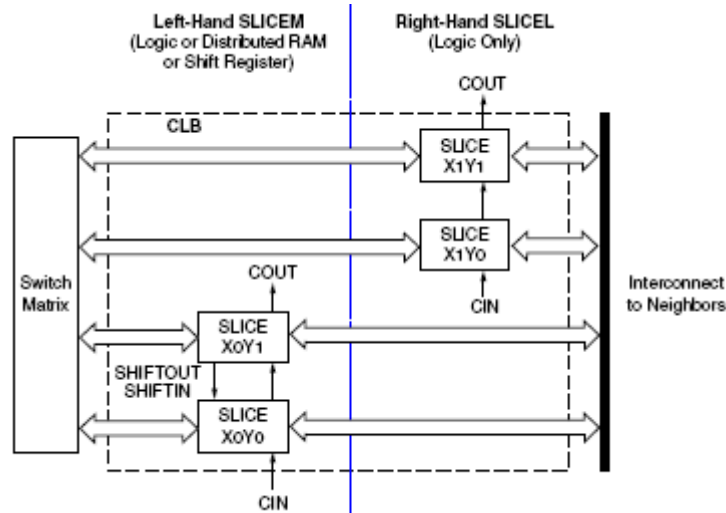 Left-Hand SLICEM
(Logic or Distributed RAM
or Shift Register)
Right-Hand SLICEL
(Logic Only)
COUT
CLB
SLICE
X1Y1
SLICE
X1Y0
COUT
CIN
Switch
Matrix
Interconnect
to Neighbors
SLICE
X0Y1
SHIFTOUT
SHIFTIN
SLICE
X0Y0
CIN